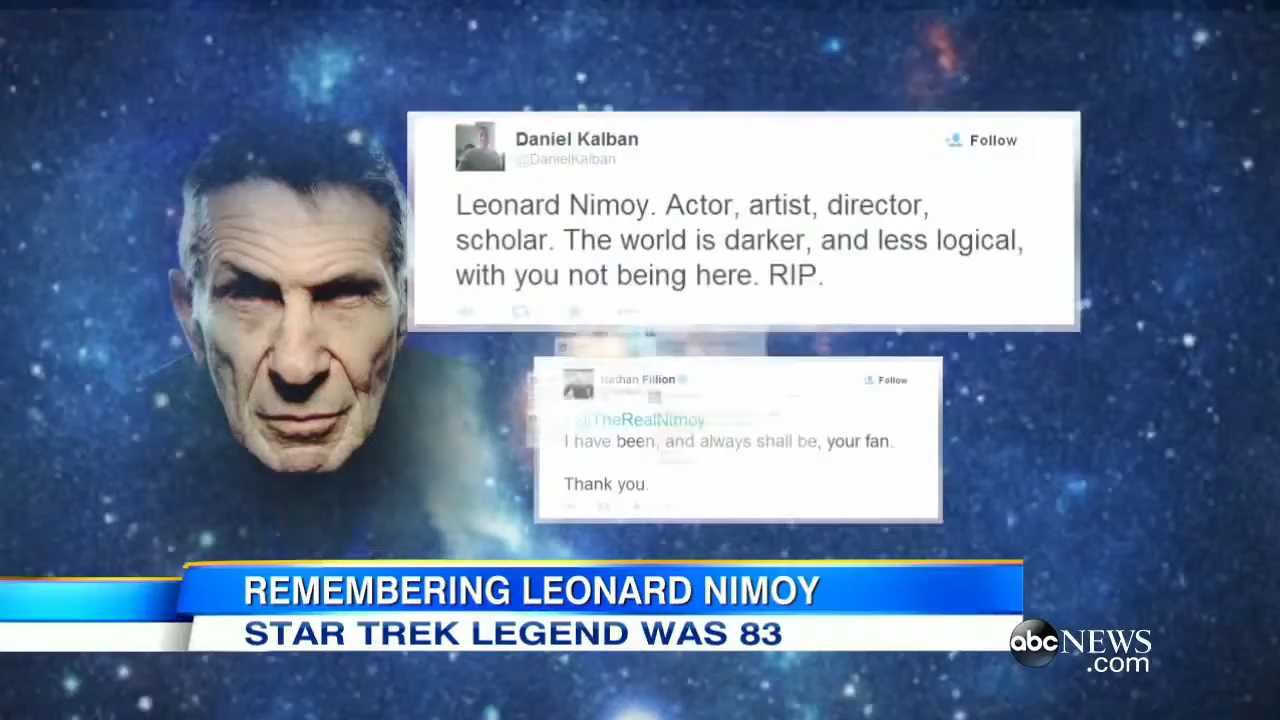 Daniel Kalban
@DanielKalban
Follow
Leonard Nimoy. Actor, artist, director,
scholar. The world is darker, and less logical,
with you not being here. RIP.
Nathan Fillion
Follow
@TheRealNimoy
I have been, and always shall be, your fan.
Thank you.
REMEMBERING LEONARD NIMOY
STAR TREK LEGEND WAS 83
abc NEWS
.com